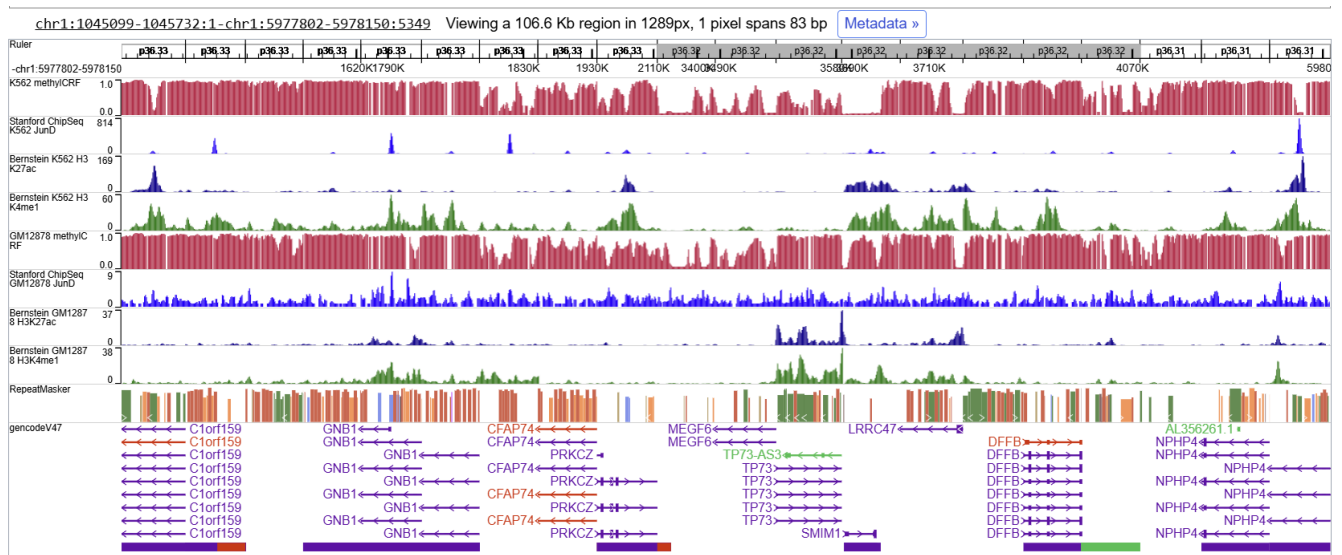 chr1:1045099-1045732:1-chr1:5977802-5978150:5349 Viewing a 106.6 Kb region in 1289px, 1 pixel spans 83 bp Metadata »
Ruler
p36.33 p36.33 p36.33 p36.33 p36.33 p36.33 p36.33 p36.33 p36.33 p36.32 p36.32 p36.32 p36.32 p36.32 p36.32 p36.32 p36.32 p36.31 p36.31 p36.31
-chr1:5977802-5978150 1620K 1790K 1830K 1930K 2110K 3400K 3490K 3710K 4070K 5980
K562 methylCRF 1.0
0.0
Stanford ChipSeq K562 JunD 814
0
Bernstein K562 H3K27ac 169
0
Bernstein K562 H3K4me1 60
0
GM12878 methylCRF 1.0
0.0
Stanford ChipSeq GM12878 JunD 9
0
Bernstein GM12878 H3K27ac 37
0
Bernstein GM12878 H3K4me1 38
0
RepeatMasker
gencodeV47
C1orf159 GNB1 CFAP74 MEGF6 LRRC47 AL356261.1
C1orf159 GNB1 CFAP74 MEGF6 DFFB NPHP4
C1orf159 GNB1 PRKCZ TP73-AS3 DFFB NPHP4
C1orf159 GNB1 CFAP74 TP73 DFFB NPHP4
C1orf159 GNB1 PRKCZ TP73 DFFB NPHP4
C1orf159 GNB1 CFAP74 TP73 DFFB NPHP4
C1orf159 GNB1 PRKCZ TP73 DFFB NPHP4
C1orf159 GNB1 CFAP74 TP73 DFFB NPHP4
C1orf159 GNB1 PRKCZ SMIM1 DFFB NPHP4